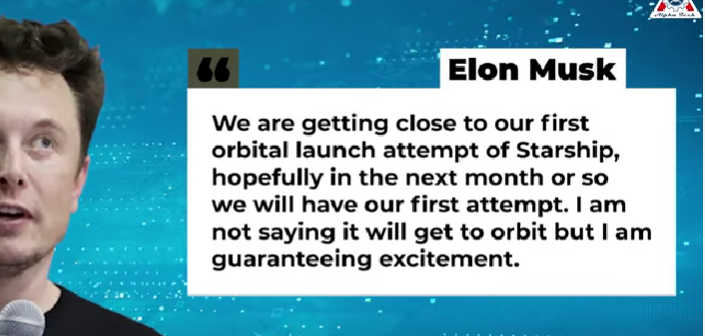 Alpha Tech
Elon Musk
We are getting close to our first
orbital launch attempt of Starship,
hopefully in the next month or so
we will have our first attempt. I am
not saying it will get to orbit but I am
guaranteeing excitement.